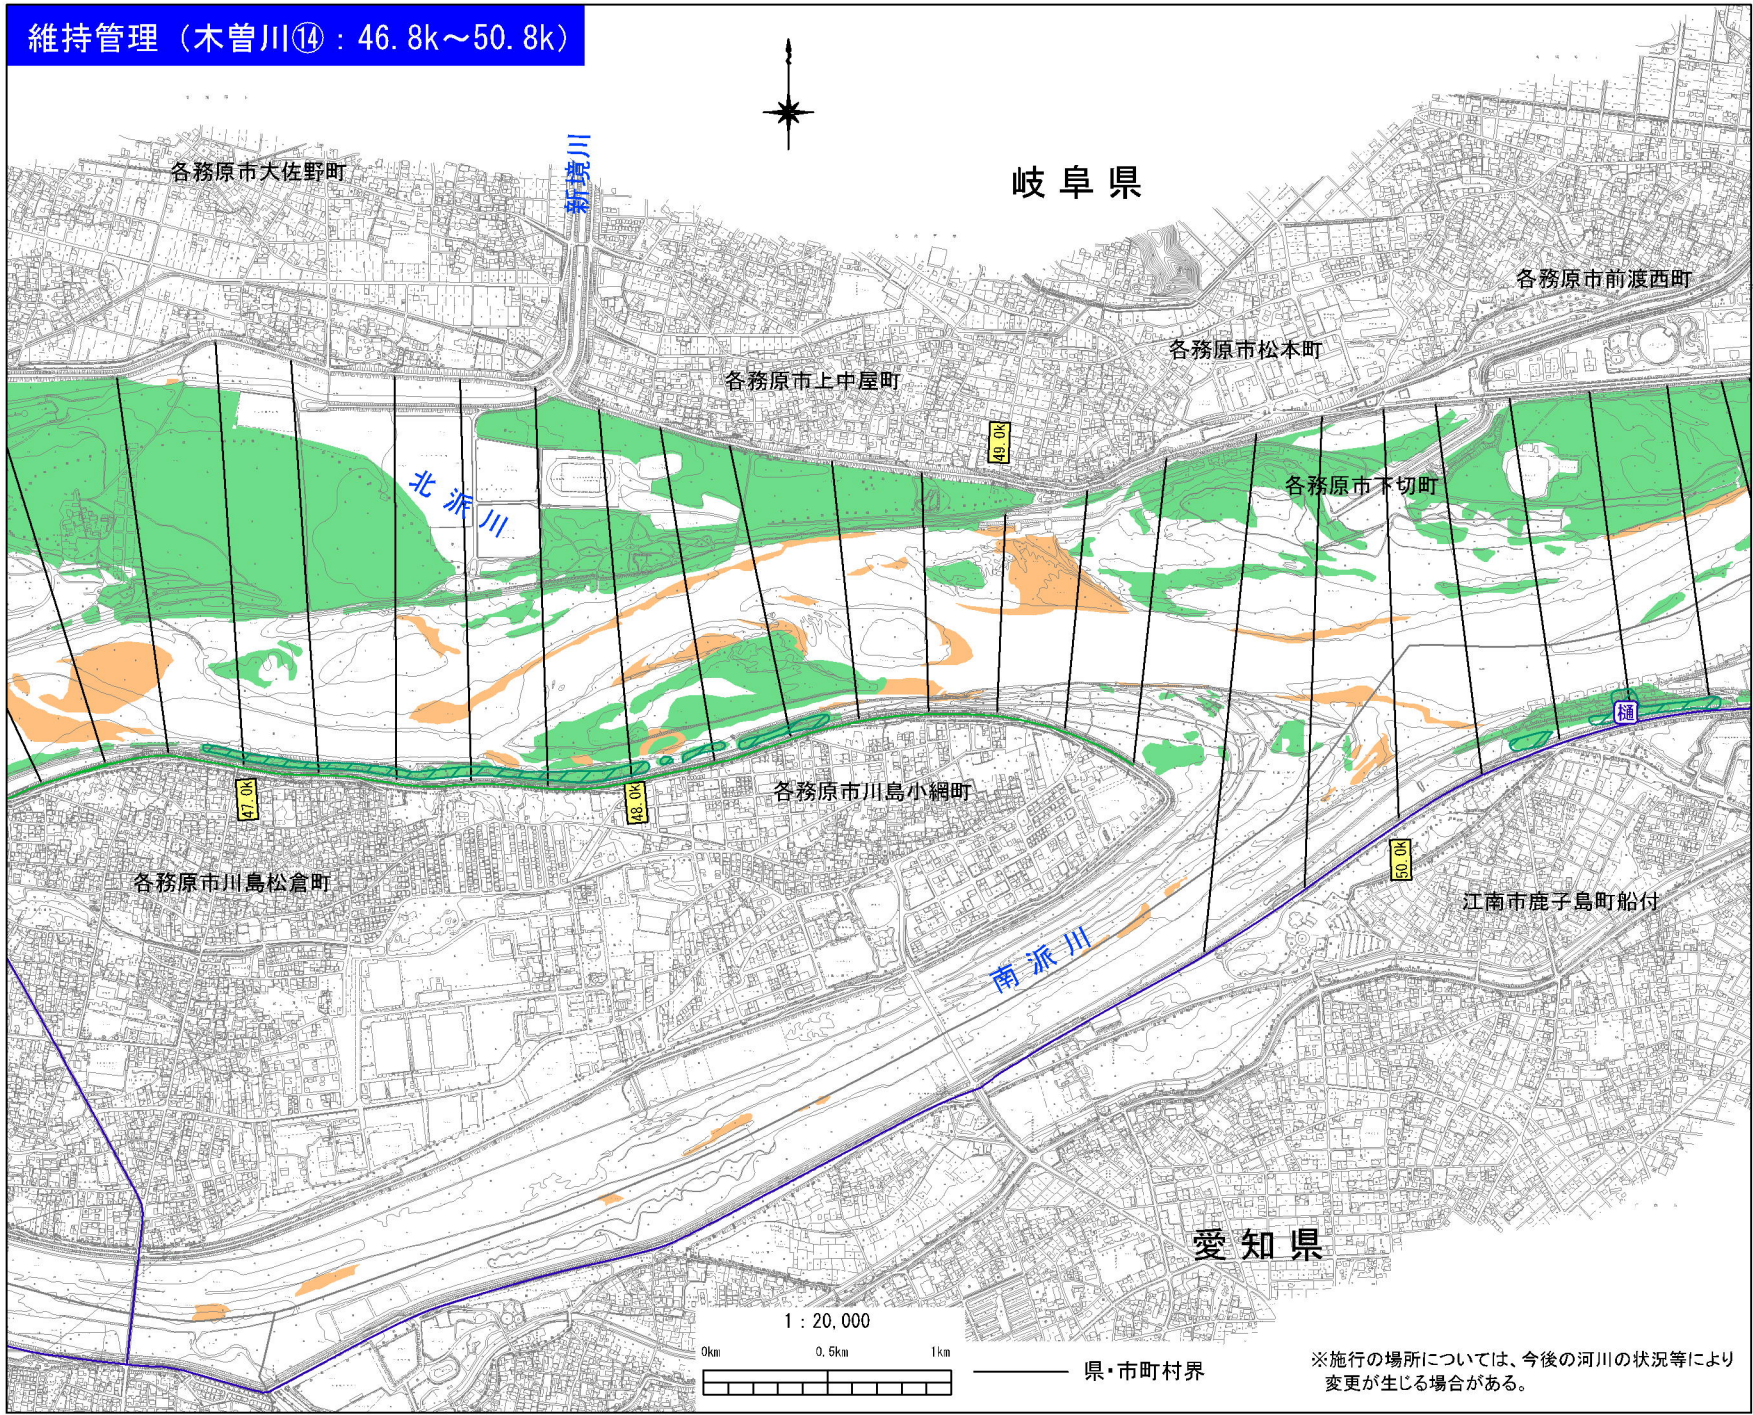 維持管理（木曽川⑭：46.8k～50.8k）
各務原市大佐野町
新境川
岐阜県
各務原市前渡西町
各務原市松本町
各務原市上中屋町
49.0k
北派川
各務原市下切町
樋
47.0k
48.0k
各務原市川島小網町
50.0k
各務原市川島松倉町
江南市鹿子島町船付
南派川
愛知県
1：20,000
0km 0.5km 1km
県・市町村界
※施行の場所については、今後の河川の状況等により
変更が生じる場合がある。